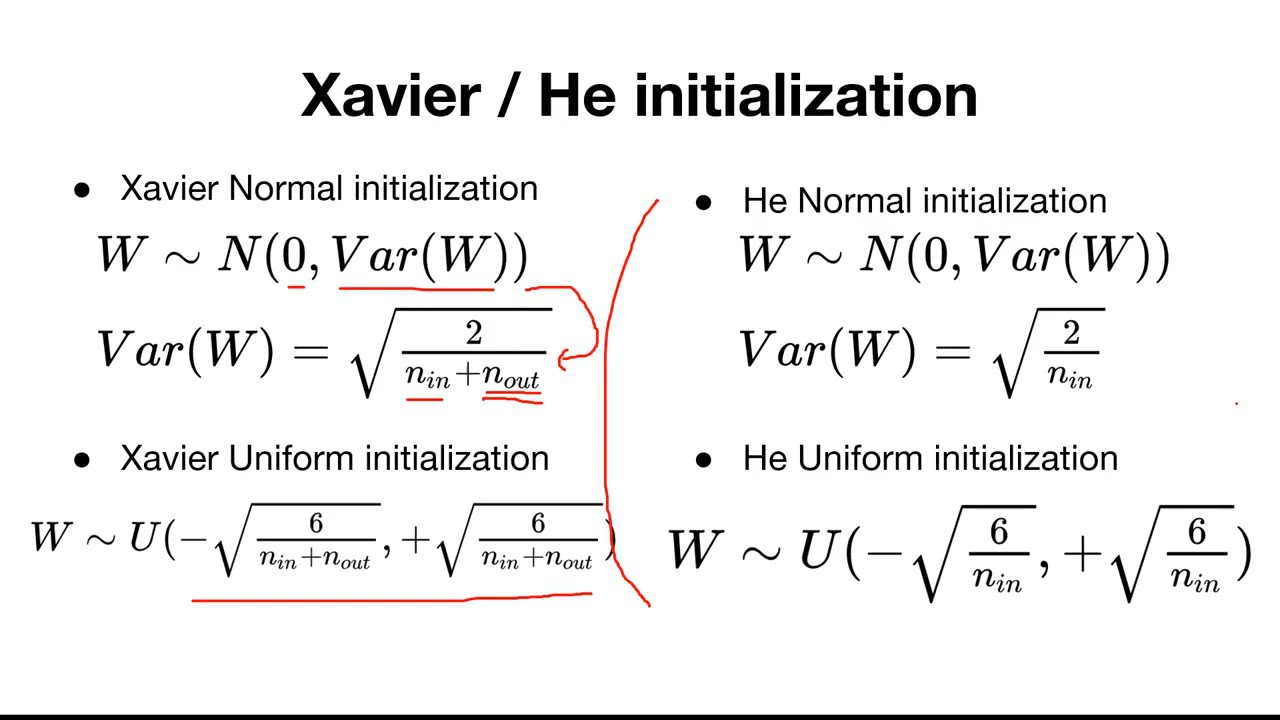 Xavier / He initialization
● Xavier Normal initialization
W ~ N(0, Var(W))
Var(W) = √(2/(n_in+n_out))
● Xavier Uniform initialization
W ~ U(−√(6/(n_in+n_out)), +√(6/(n_in+n_out)))
● He Normal initialization
W ~ N(0, Var(W))
Var(W) = √(2/n_in)
● He Uniform initialization
W ~ U(−√(6/n_in), +√(6/n_in))